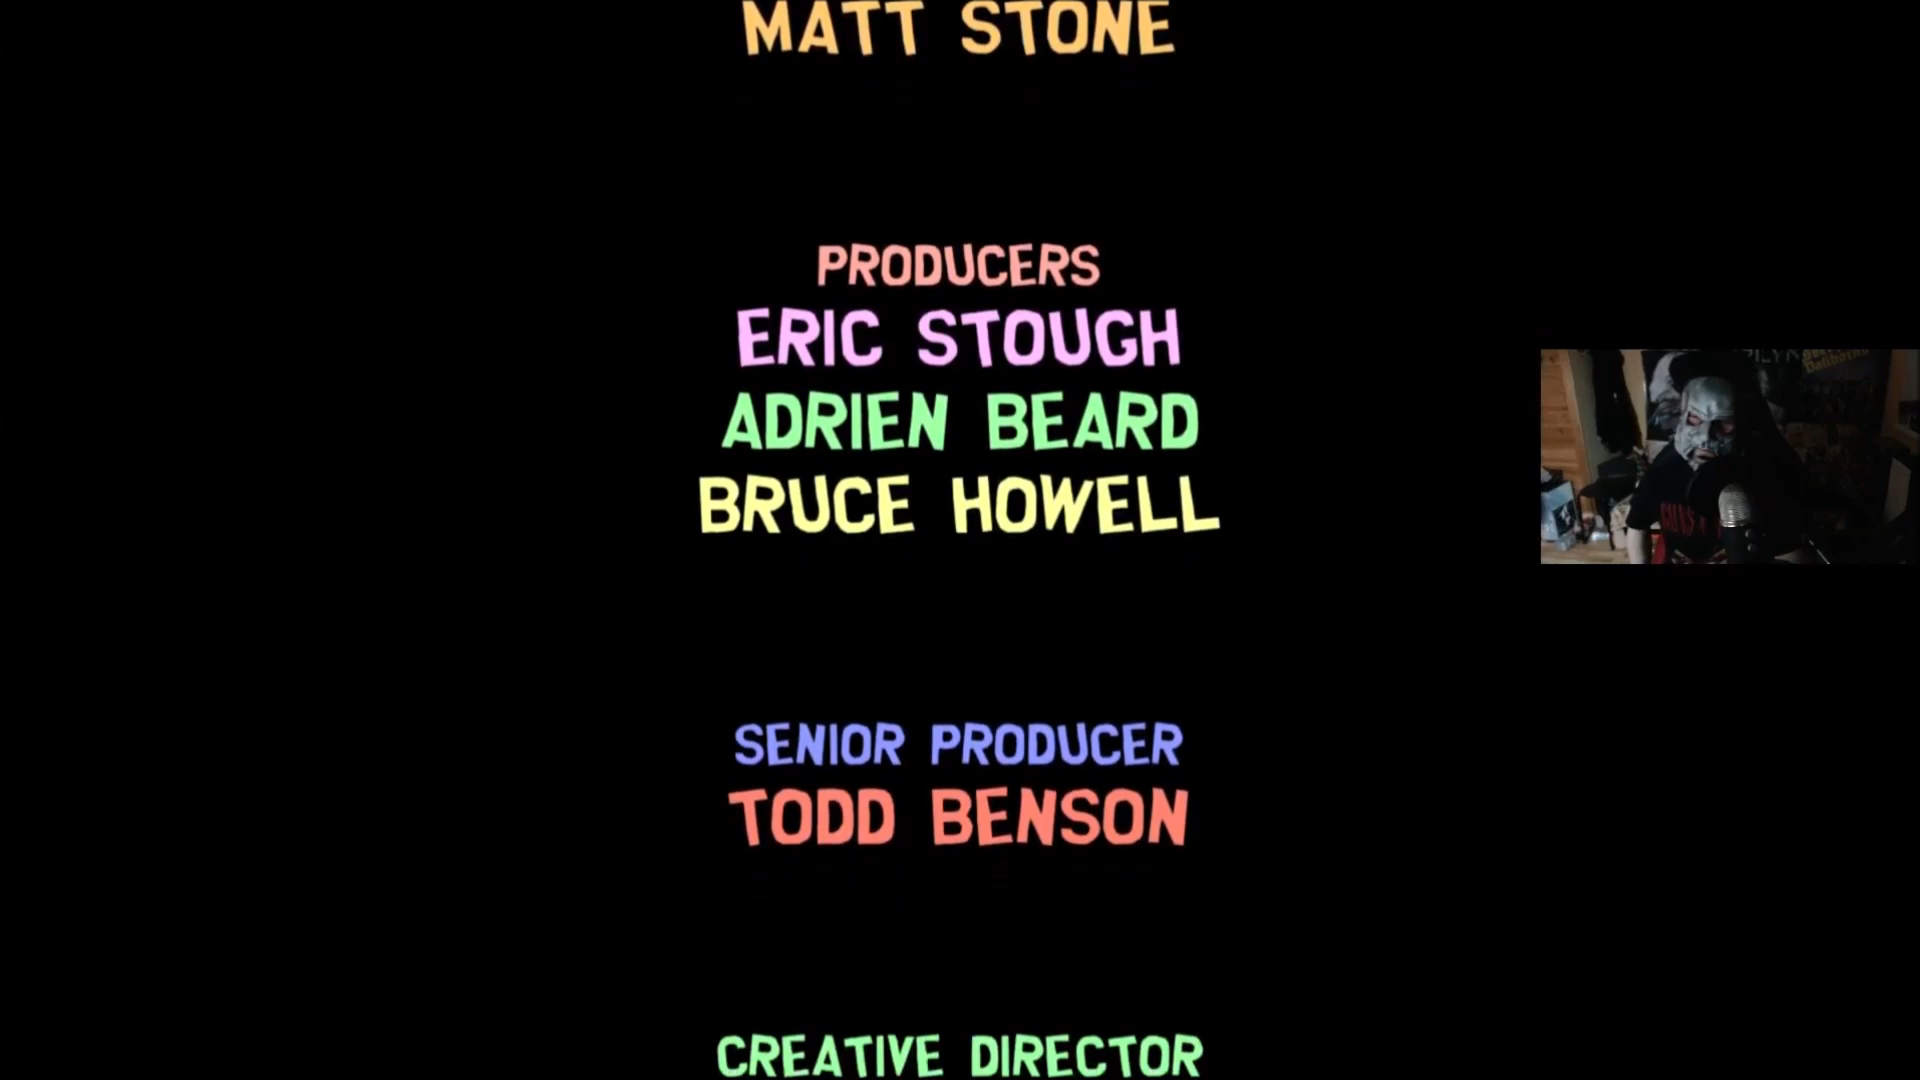 MATT STONE
PRODUCERS
ERIC STOUGH
ADRIEN BEARD
BRUCE HOWELL
SENIOR PRODUCER
TODD BENSON
CREATIVE DIRECTOR